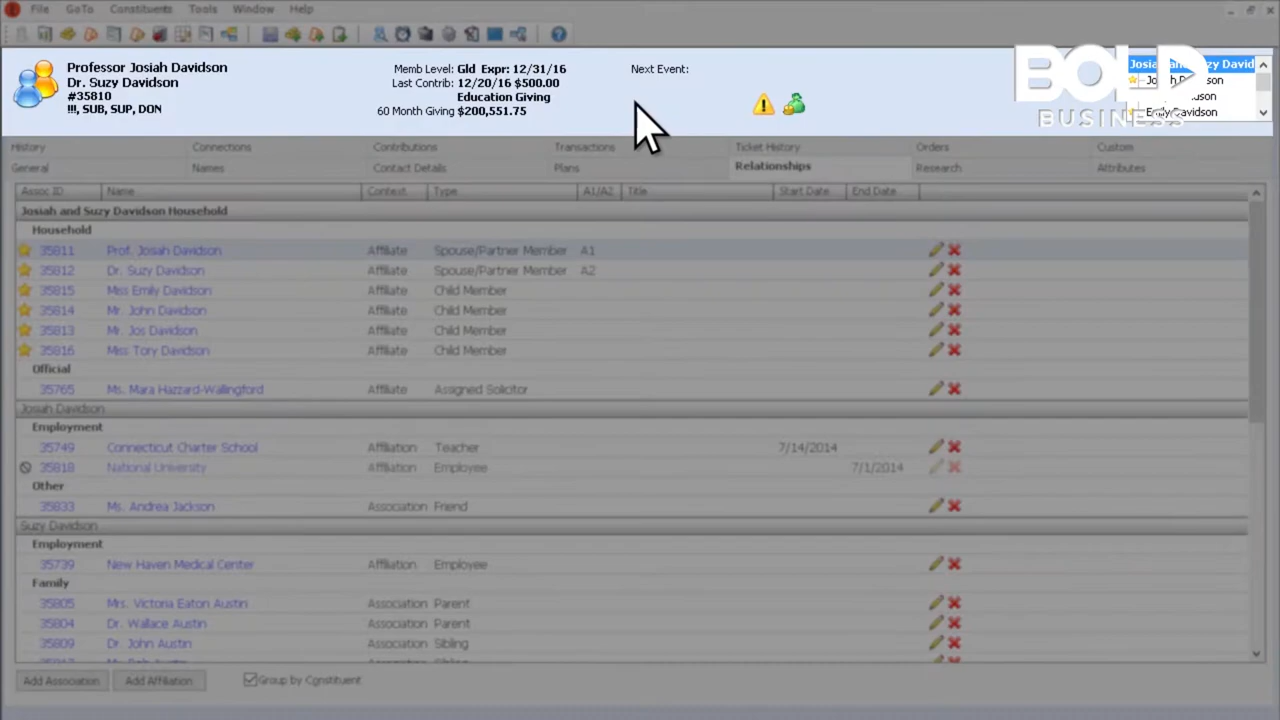 File GoTo Constituents Tools Window Help
Professor Josiah Davidson
Dr. Suzy Davidson
#35810
!!!, SUB, SUP, DON
Memb Level: Gld Expr: 12/31/16
Last Contrib: 12/20/16 $500.00
Education Giving
60 Month Giving $200,551.75
Next Event:
BOLD
BUSINESS
Emily Davidson
History Connections Contributions Transactions Ticket History Orders Custom
General Names Contact Details Plans Relationships Research Attributes
Assoc ID Name Context Type A1/A2 Title Start Date End Date
Josiah and Suzy Davidson Household
Household
35811 Prof. Josiah Davidson Affiliate Spouse/Partner Member A1
35812 Dr. Suzy Davidson Affiliate Spouse/Partner Member A2
35815 Miss Emily Davidson Affiliate Child Member
35814 Mr. John Davidson Affiliate Child Member
35813 Mr. Jos Davidson Affiliate Child Member
35816 Miss Tory Davidson Affiliate Child Member
Official
35765 Ms. Mara Hazzard-Wallingford Affiliate Assigned Solicitor
Josiah Davidson
Employment
35749 Connecticut Charter School Affiliation Teacher 7/14/2014
35818 National University Affiliation Employee 7/1/2014
Other
35833 Ms. Andrea Jackson Association Friend
Suzy Davidson
Employment
35739 New Haven Medical Center Affiliation Employee
Family
35805 Mrs. Victoria Eaton Austin Association Parent
35804 Dr. Wallace Austin Association Parent
35809 Dr. John Austin Association Sibling
Add Association Add Affiliation Group by Constituent